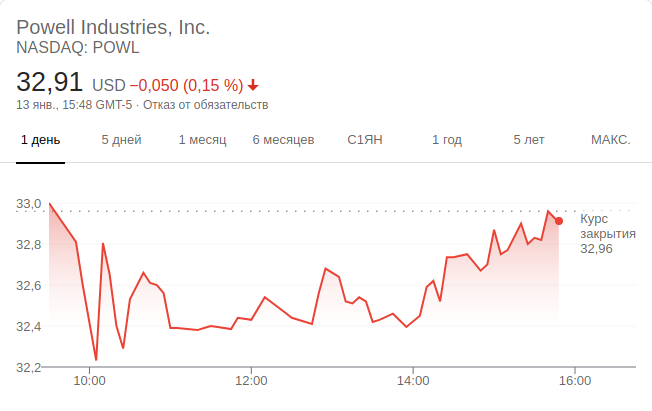 Powell Industries, Inc.
NASDAQ: POWL
32,91 USD −0,050 (0,15 %)
13 янв., 15:48 GMT-5 · Отказ от обязательств
1 день 5 дней 1 месяц 6 месяцев С1ЯН 1 год 5 лет МАКС.
33,0
Курс
закрытия
32,96
32,8
32,6
32,4
32,2
10:00 12:00 14:00 16:00